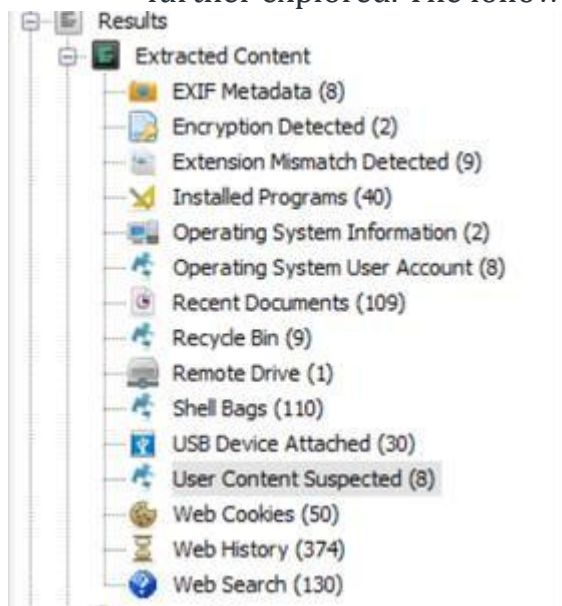 Results
Extracted Content
EXIF Metadata (8)
Encryption Detected (2)
Extension Mismatch Detected (9)
Installed Programs (40)
Operating System Information (2)
Operating System User Account (8)
Recent Documents (109)
Recycle Bin (9)
Remote Drive (1)
Shell Bags (110)
USB Device Attached (30)
User Content Suspected (8)
Web Cookies (50)
Web History (374)
Web Search (130)